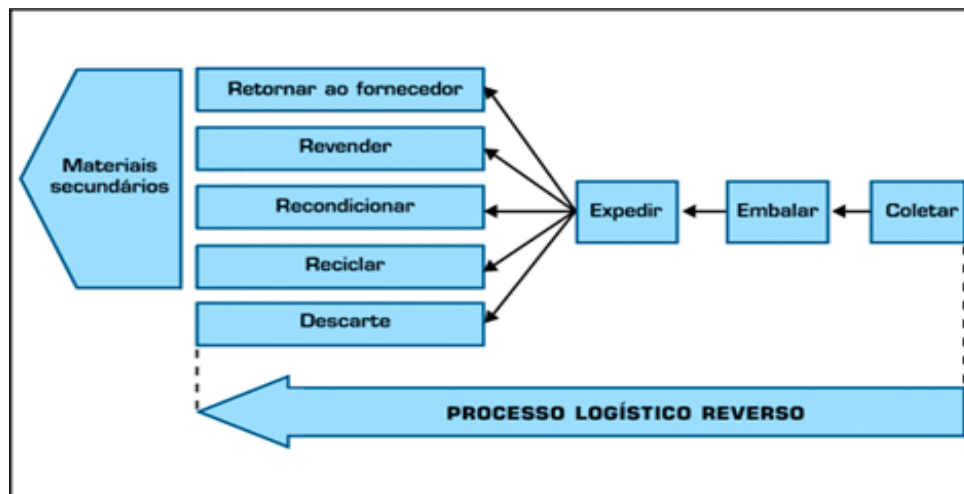 Retornar ao fornecedor
Revender
Materiais
secundários
Recondicionar
Expedir
Embalar
Coletar
Reciclar
Descarte
PROCESSO LOGÍSTICO REVERSO